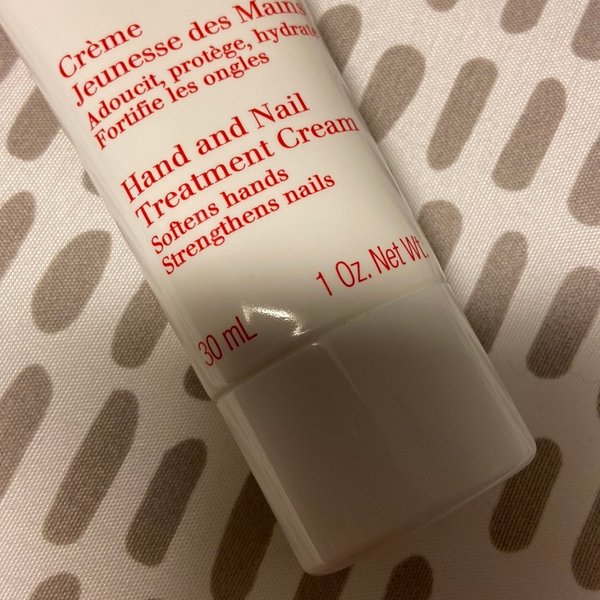 Crème
Jeunesse des Mains
Adoucit, protège, hydrate
Fortifie les ongles
Hand and Nail
Treatment Cream
Softens hands
Strengthens nails
30 mL
1 Oz. Net Wt.